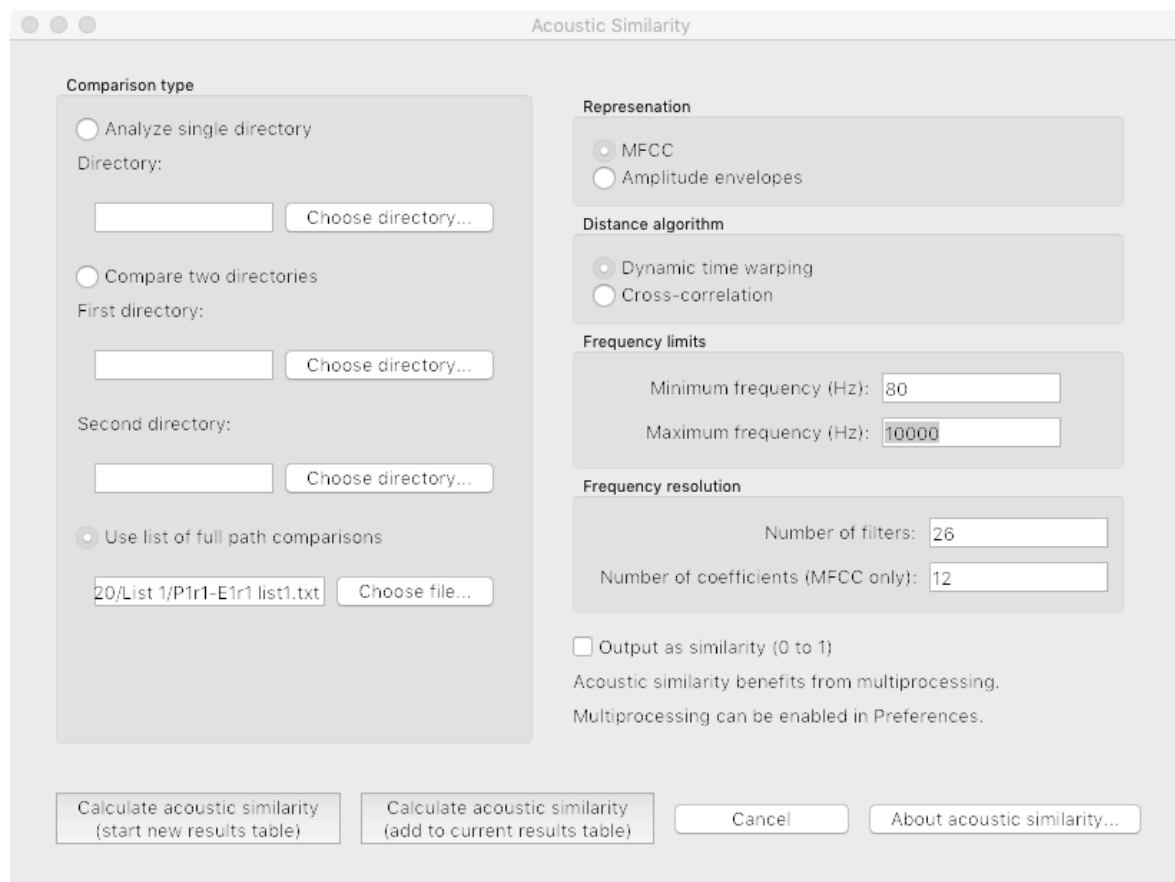 Acoustic Similarity
Comparison type
Analyze single directory
Directory:
Choose directory...
Compare two directories
First directory:
Choose directory...
Second directory:
Choose directory...
Use list of full path comparisons
20/List 1/P1r1-E1r1 list1.txt
Choose file...
Represenation
MFCC
Amplitude envelopes
Distance algorithm
Dynamic time warping
Cross-correlation
Frequency limits
Minimum frequency (Hz): 80
Maximum frequency (Hz): 10000
Frequency resolution
Number of filters: 26
Number of coefficients (MFCC only): 12
Output as similarity (0 to 1)
Acoustic similarity benefits from multiprocessing.
Multiprocessing can be enabled in Preferences.
Calculate acoustic similarity
(start new results table)
Calculate acoustic similarity
(add to current results table)
Cancel
About acoustic similarity...